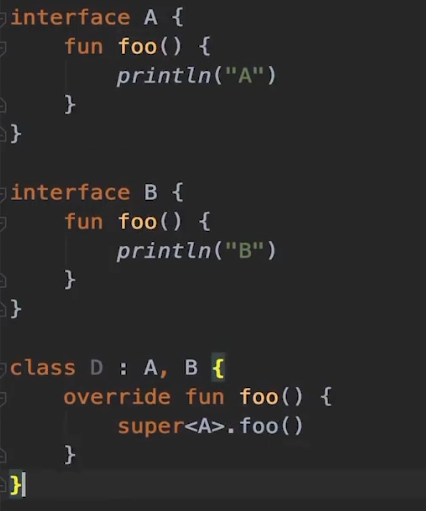 interface A {
    fun foo() {
        println("A")
    }
}

interface B {
    fun foo() {
        println("B")
    }
}

class D : A, B {
    override fun foo() {
        super<A>.foo()
    }
}